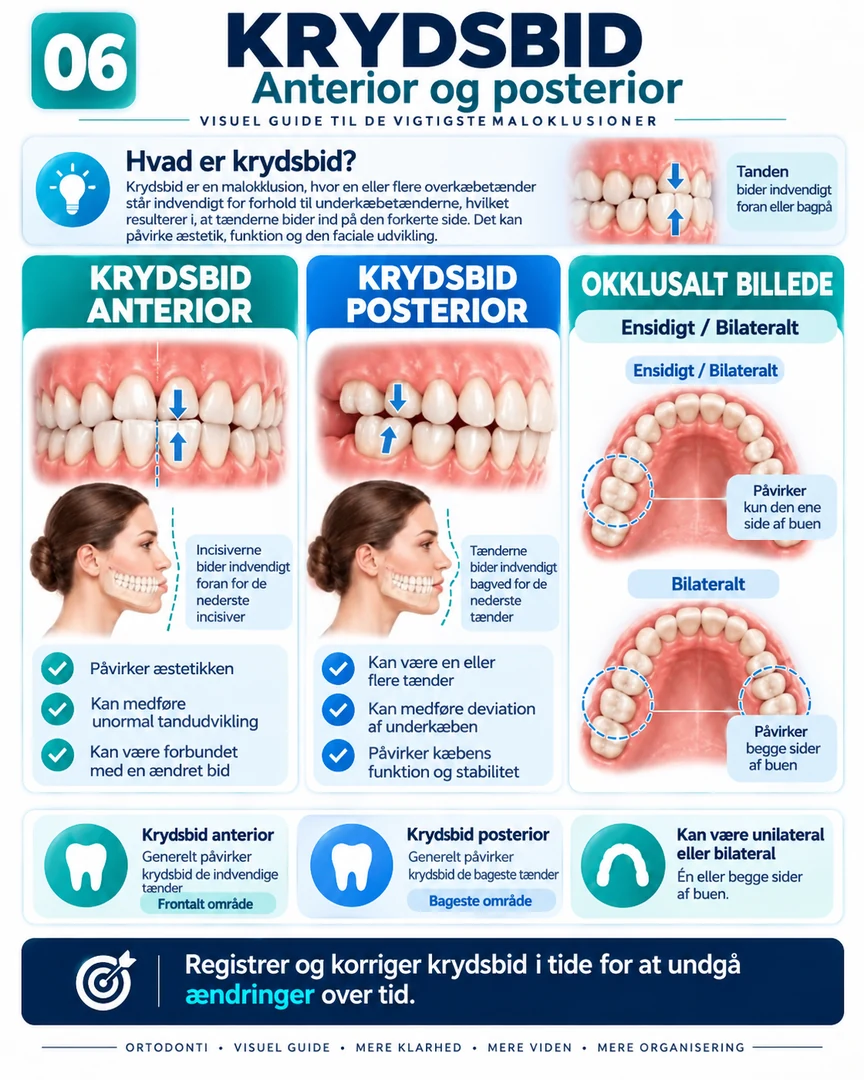 06
KRYDSBID
Anterior og posterior
VISUEL GUIDE TIL DE VIGTIGSTE MALOKLUSIONER
Hvad er krydsbid?
Krydsbid er en malokklusion, hvor en eller flere overkæbetænder
står indvendigt for forhold til underkæbetænderne, hvilket
resulterer i, at tænderne bider ind på den forkerte side. Det kan
påvirke æstetik, funktion og den faciale udvikling.
Tanden
bider indvendigt
foran eller bagpå
KRYDSBID
ANTERIOR
Incisiverne
bider indvendigt
foran for de
nederste
incisiver
Påvirker æstetikken
Kan medføre
unormal tandudvikling
Kan være forbundet
med en ændret bid
KRYDSBID
POSTERIOR
Tænderne
bider indvendigt
bagved for de
nederste
tænder
Kan være en eller
flere tænder
Kan medføre deviation
af underkæben
Påvirker kæbens
funktion og stabilitet
OKKLUSALT BILLEDE
Ensidigt / Bilateralt
Ensidigt / Bilateralt
Påvirker
kun den ene
side af buen
Bilateralt
Påvirker
begge sider
af buen
Krydsbid anterior
Generelt påvirker
krydsbid de indvendige
tænder
Frontalt område
Krydsbid posterior
Generelt påvirker
krydsbid de bageste tænder
Bageste område
Kan være unilateral
eller bilateral
Én eller begge sider
af buen.
Registrer og korriger krydsbid i tide for at undgå
ændringer over tid.
ORTODONTI • VISUEL GUIDE • MERE KLARHED • MERE VIDEN • MERE ORGANISERING